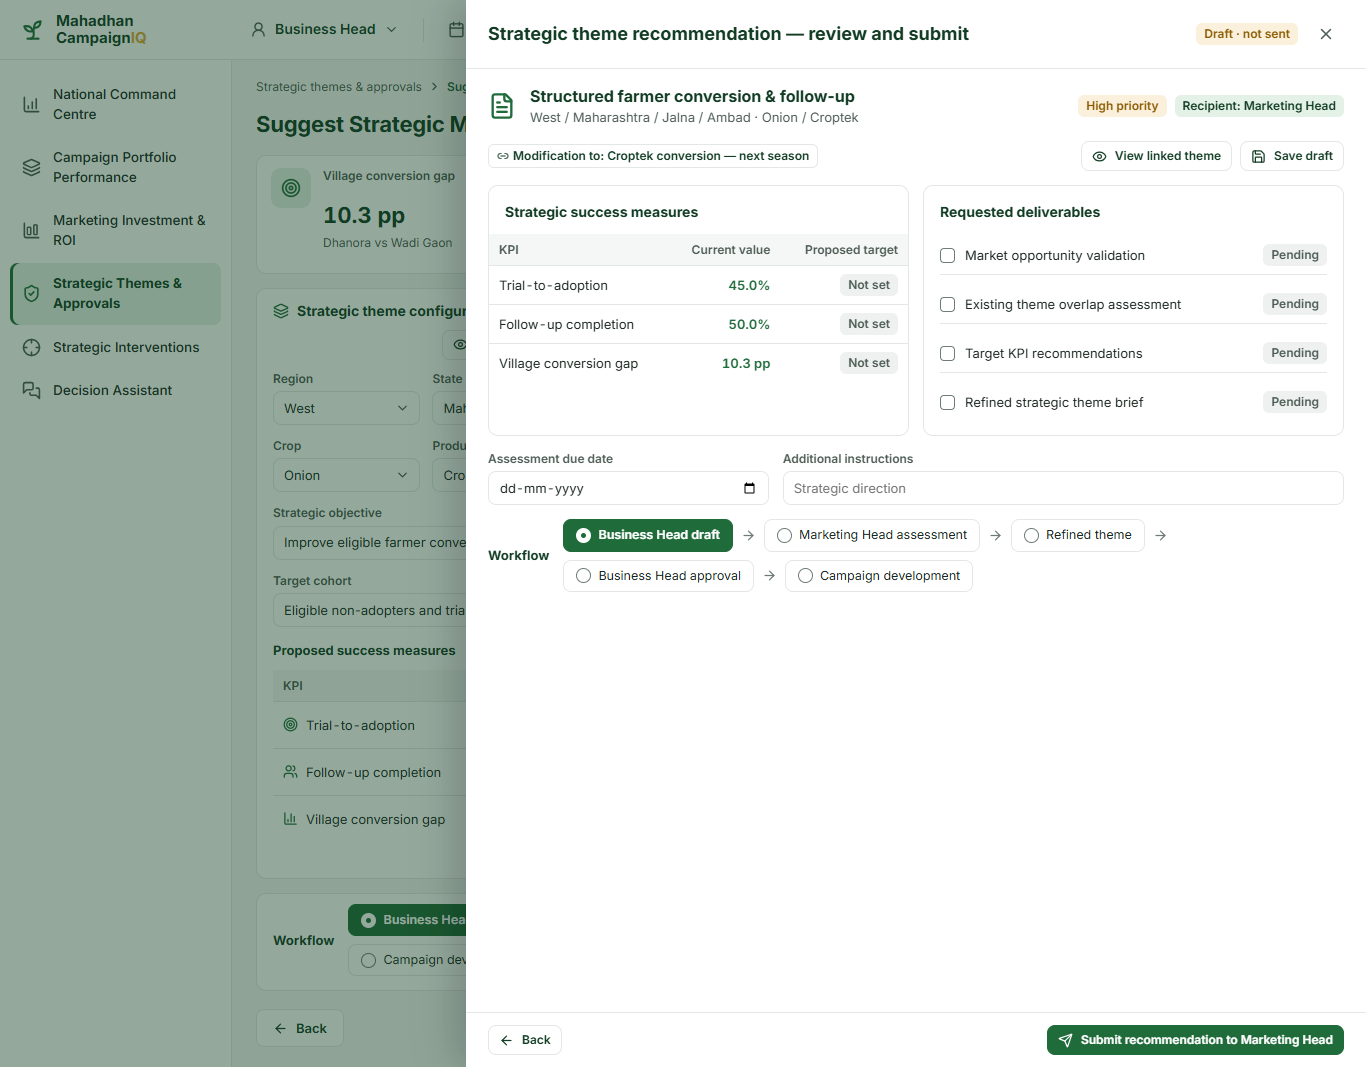 Mahadhan
CampaignIQ
Business Head
National Command
Centre
Campaign Portfolio
Performance
Marketing Investment &
ROI
Strategic Themes &
Approvals
Strategic Interventions
Decision Assistant
Strategic themes & approvals
Suggest Strategic
Village conversion gap
10.3 pp
Dhanora vs Wadi Gaon
Strategic theme
Region
State
West
Crop
Onion
Strategic objective
Improve eligible farmer
Target cohort
Eligible non-adopters and
Proposed success measures
KPI
Trial-to-adoption
Follow-up completion
Village conversion gap
Workflow
Business
Campaign
Back
Strategic theme recommendation — review and submit
Draft · not sent
Structured farmer conversion & follow-up
West / Maharashtra / Jalna / Ambad · Onion / Croptek
High priority
Recipient: Marketing Head
Modification to: Croptek conversion — next season
View linked theme
Save draft
Strategic success measures
KPI Current value Proposed target
Trial-to-adoption 45.0% Not set
Follow-up completion 50.0% Not set
Village conversion gap 10.3 pp Not set
Requested deliverables
Market opportunity validation Pending
Existing theme overlap assessment Pending
Target KPI recommendations Pending
Refined strategic theme brief Pending
Assessment due date
dd-mm-yyyy
Additional instructions
Strategic direction
Workflow
Business Head draft → Marketing Head assessment → Refined theme →
Business Head approval → Campaign development
Back
Submit recommendation to Marketing Head